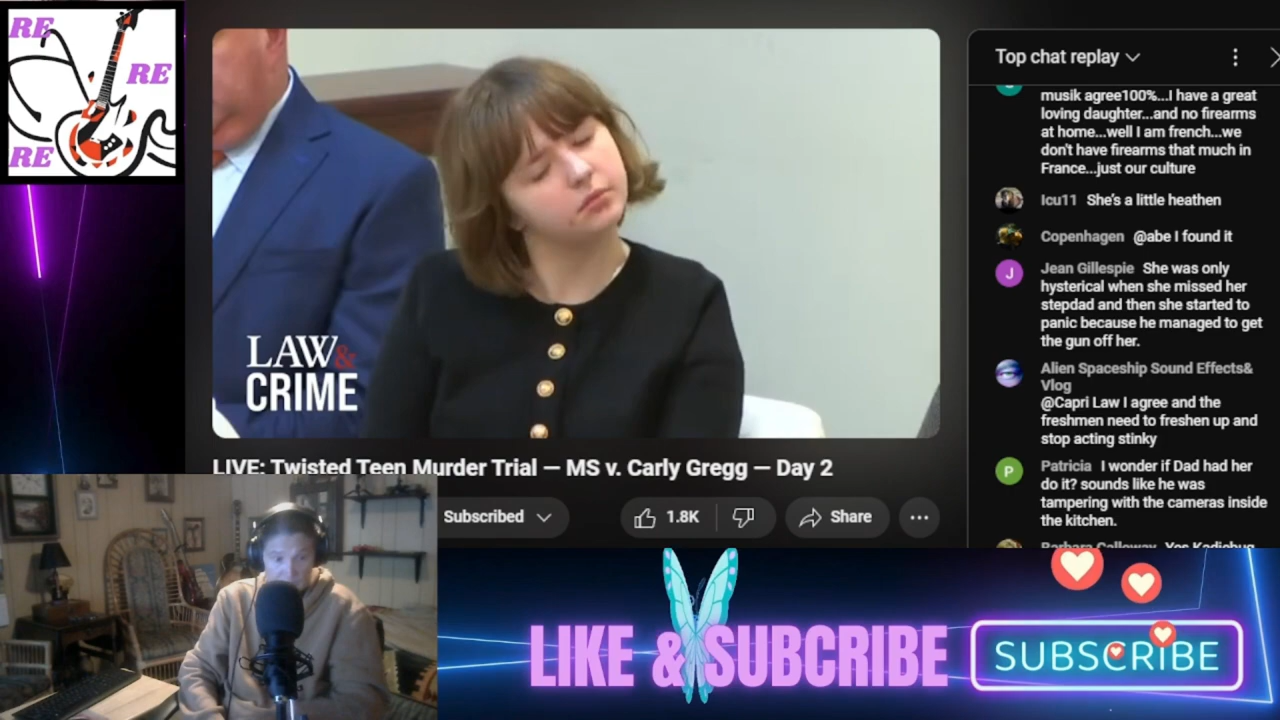 RE
RE
RE
LAW&
CRIME
LIVE: Twisted Teen Murder Trial — MS v. Carly Gregg — Day 2
Subscribed
1.8K
Share
Top chat replay
musik agree100%...I have a great
loving daughter...and no firearms
at home...well I am french...we
don't have firearms that much in
France...just our culture
Icu11 She's a little heathen
Copenhagen @abe I found it
J
Jean Gillespie She was only
hysterical when she missed her
stepdad and then she started to
panic because he managed to get
the gun off her.
Alien Spaceship Sound Effects&
Vlog
@Capri Law I agree and the
freshmen need to freshen up and
stop acting stinky
P
Patricia I wonder if Dad had her
do it? sounds like he was
tampering with the cameras inside
the kitchen.
Barbara Calloway Yes Kadiebug
LIKE & SUBCRIBE
SUBSCRIBE